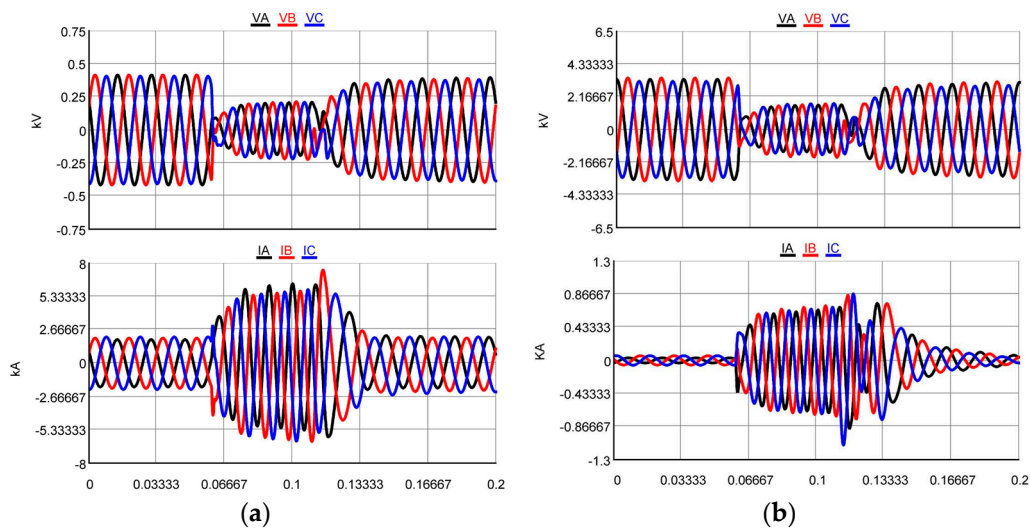 VA VB VC
0.75
0.5
0.25
0
-0.25
-0.5
-0.75
kV
IA IB IC
8
5.33333
2.66667
0
-2.66667
-5.33333
-8
kA
0 0.03333 0.06667 0.1 0.13333 0.16667 0.2
(a)
VA VB VC
6.5
4.33333
2.16667
0
-2.16667
-4.33333
-6.5
kV
IA IB IC
1.3
0.86667
0.43333
0
-0.43333
-0.86667
-1.3
KA
0 0.03333 0.06667 0.1 0.13333 0.16667 0.2
(b)